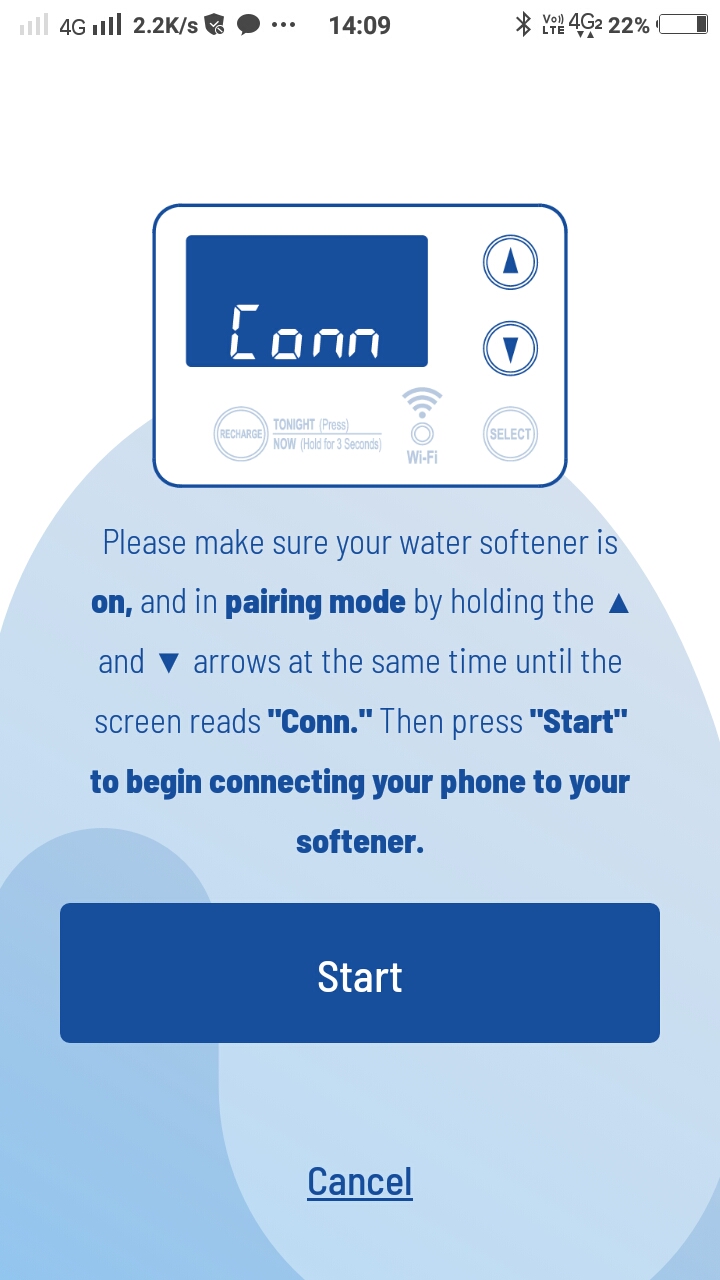 4G 2.2K/s 14:09 VoLTE 4G2 22%
Conn
RECHARGE TONIGHT (Press)
NOW (Hold for 3 Seconds)
SELECT
Wi-Fi
Please make sure your water softener is
on, and in pairing mode by holding the ▲
and ▼ arrows at the same time until the
screen reads "Conn." Then press "Start"
to begin connecting your phone to your
softener.
Start
Cancel